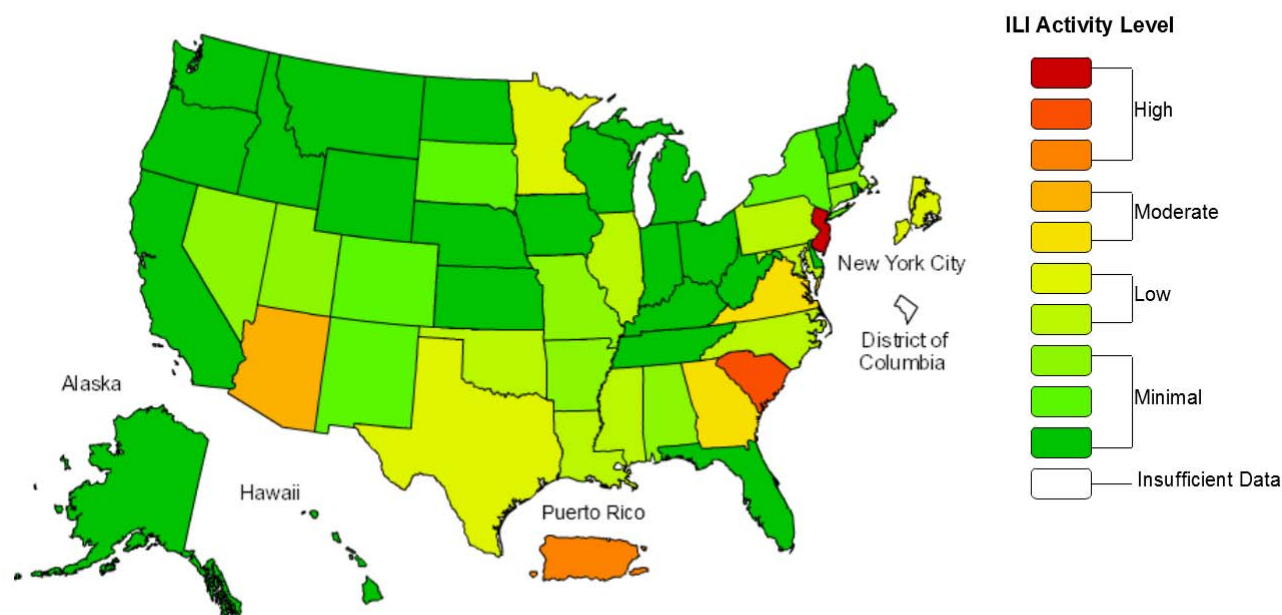 ILI Activity Level
High
Moderate
Low
Minimal
Insufficient Data
New York City
District of
Columbia
Alaska
Hawaii
Puerto Rico